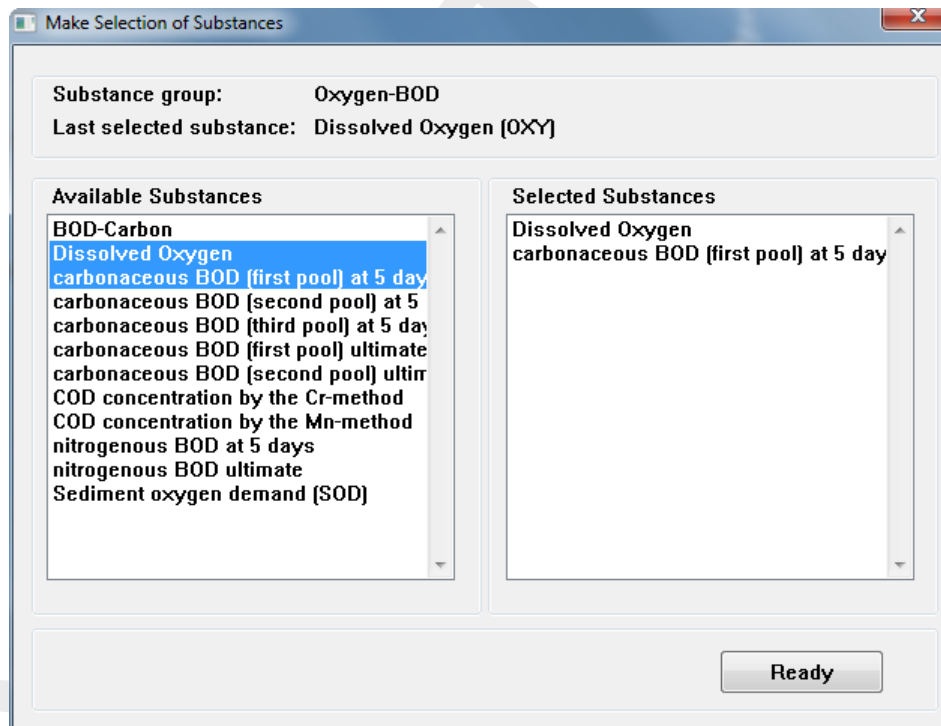 Make Selection of Substances
Substance group: Oxygen-BOD
Last selected substance: Dissolved Oxygen (OXY)
Available Substances
BOD-Carbon
Dissolved Oxygen
carbonaceous BOD (first pool) at 5 day
carbonaceous BOD (second pool) at 5
carbonaceous BOD (third pool) at 5 day
carbonaceous BOD (first pool) ultimate
carbonaceous BOD (second pool) ultim
COD concentration by the Cr-method
COD concentration by the Mn-method
nitrogenous BOD at 5 days
nitrogenous BOD ultimate
Sediment oxygen demand (SOD)
Selected Substances
Dissolved Oxygen
carbonaceous BOD (first pool) at 5 day
Ready